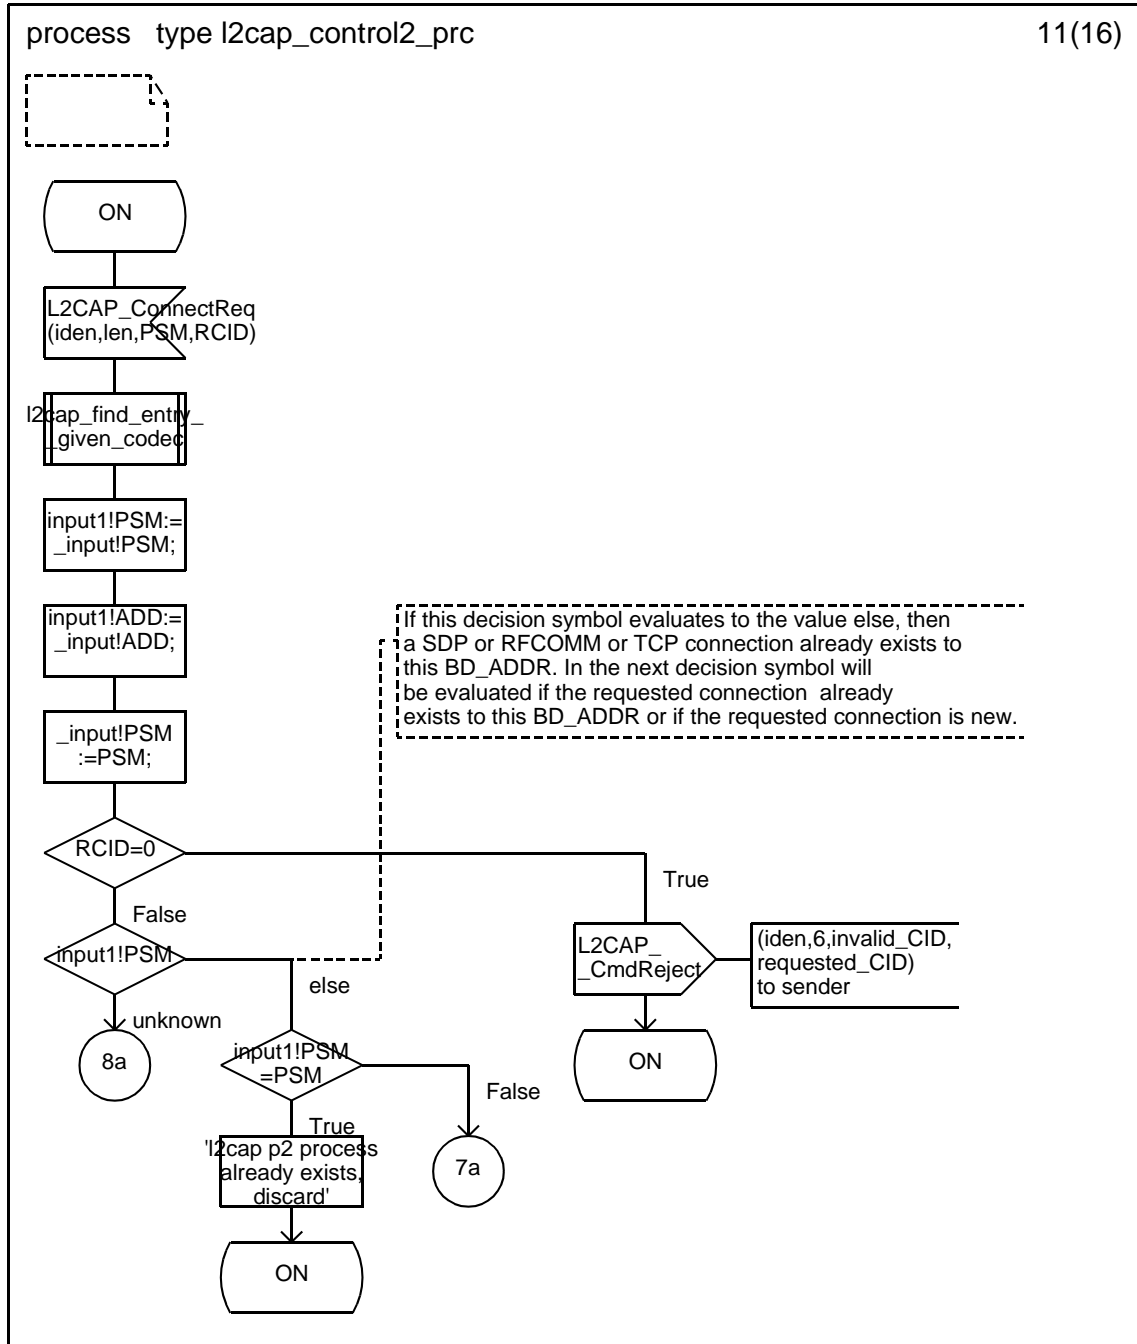 process   type l2cap_control2_prc
11(16)
ON
L2CAP_ConnectReq
(iden,len,PSM,RCID)
l2cap_find_entry_
_given_codec
input1!PSM:=
_input!PSM;
input1!ADD:=
_input!ADD;
If this decision symbol evaluates to the value else, then
a SDP or RFCOMM or TCP connection already exists to
this BD_ADDR. In the next decision symbol will
be evaluated if the requested connection  already
exists to this BD_ADDR or if the requested connection is new.
_input!PSM
:=PSM;
RCID=0
True
False
input1!PSM
L2CAP_
_CmdReject
(iden,6,invalid_CID,
requested_CID)
to sender
else
unknown
8a
input1!PSM
=PSM
ON
False
True
'l2cap p2 process
already exists,
discard'
7a
ON